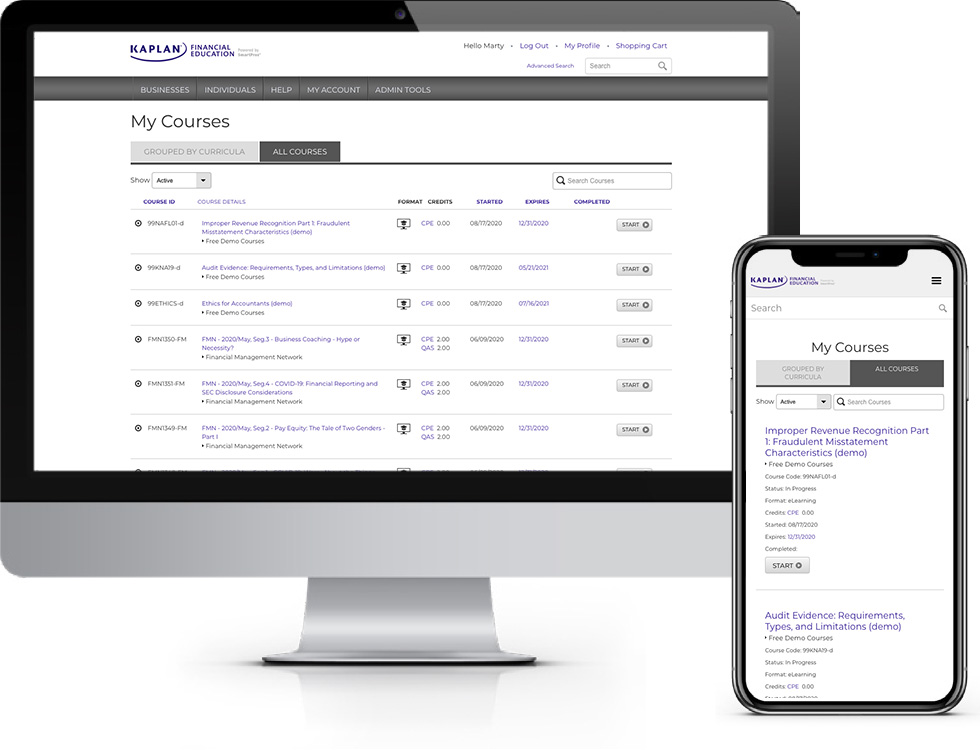 KAPLAN FINANCIAL EDUCATION Powered by
Hello Marty • Log Out • My Profile • Shopping Cart
Advanced Search Search
BUSINESSES INDIVIDUALS HELP MY ACCOUNT ADMIN TOOLS
My Courses
GROUPED BY CURRICULA ALL COURSES
Show Active Search Courses
COURSE ID COURSE DETAILS FORMAT CREDITS STARTED EXPIRES COMPLETED
99NAFL01-d Improper Revenue Recognition Part 1: Fraudulent CPE 0.00 08/17/2020 12/31/2020 START
Misstatement Characteristics (demo)
Free Demo Courses
99KNA19-d Audit Evidence: Requirements, Types, and Limitations (demo) CPE 0.00 08/17/2020 05/21/2021 START
Free Demo Courses
99ETHICS-d Ethics for Accountants (demo) CPE 0.00 08/17/2020 07/16/2021 START
Free Demo Courses
FMN1350-FM FMN - 2020/May, Seg.3 - Business Coaching - Hype or CPE 2.00 06/09/2020 12/31/2020 START
Necessity? QAS 2.00
Financial Management Network
FMN1351-FM FMN - 2020/May, Seg.4 - COVID-19: Financial Reporting and CPE 2.00 06/09/2020 12/31/2020 START
SEC Disclosure Considerations QAS 2.00
Financial Management Network
FMN1349-FM FMN - 2020/May, Seg.2 - Pay Equity: The Tale of Two Genders - CPE 2.00 06/09/2020 12/31/2020 START
Part I QAS 2.00
Financial Management Network
KAPLAN FINANCIAL EDUCATION
Search
My Courses
GROUPED BY CURRICULA ALL COURSES
Show Active Search Courses
Improper Revenue Recognition Part
1: Fraudulent Misstatement
Characteristics (demo)
Free Demo Courses
Course Code: 99NAFL01-d
Status: In Progress
Format: eLearning
Credits: CPE 0.00
Started: 08/17/2020
Expires: 12/31/2020
Completed:
START
Audit Evidence: Requirements,
Types, and Limitations (demo)
Free Demo Courses
Course Code: 99KNA19-d
Status: In Progress
Format: eLearning
Credits: CPE 0.00